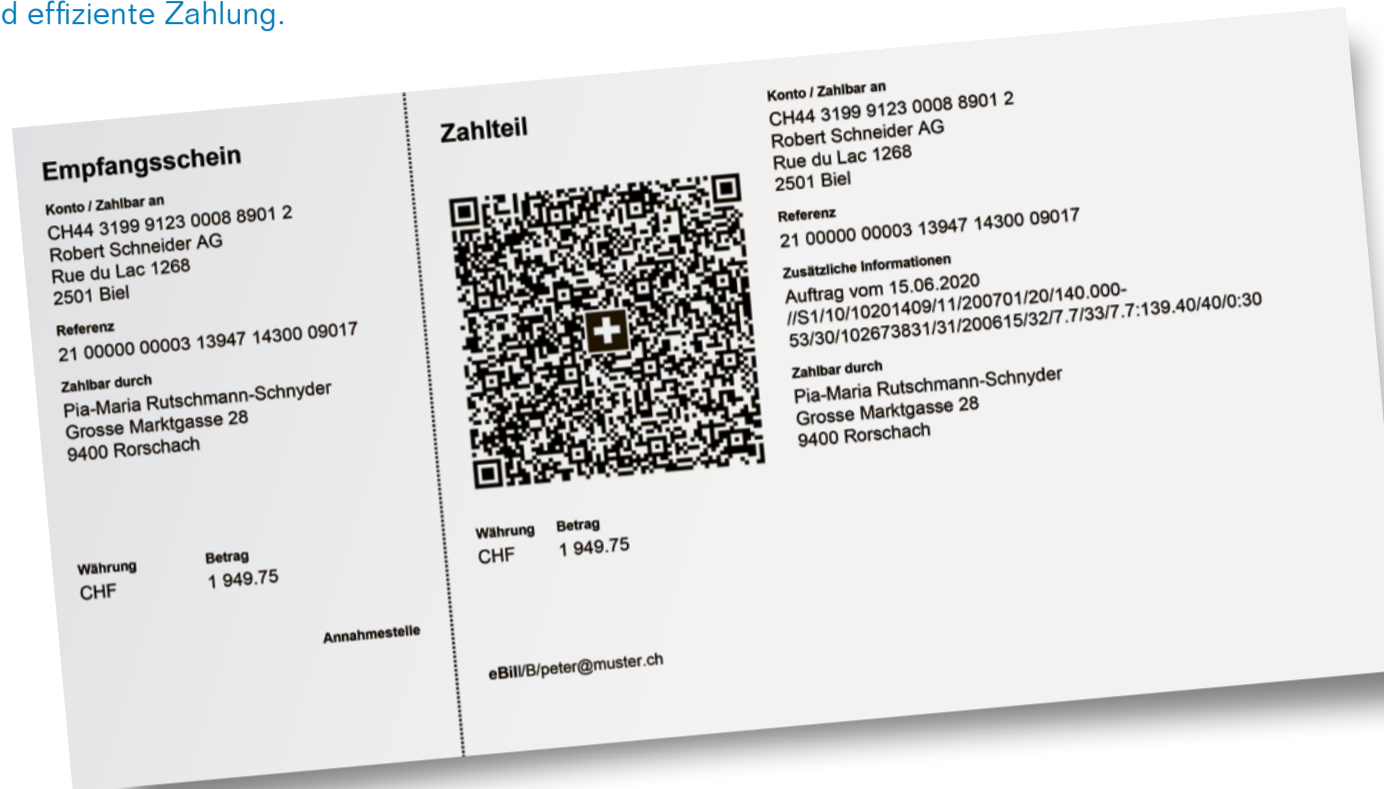 d effiziente Zahlung.
Empfangsschein
Konto / Zahlbar an
CH44 3199 9123 0008 8901 2
Robert Schneider AG
Rue du Lac 1268
2501 Biel
Referenz
21 00000 00003 13947 14300 09017
Zahlbar durch
Pia-Maria Rutschmann-Schnyder
Grosse Marktgasse 28
9400 Rorschach
Währung
CHF
Betrag
1 949.75
Annahmestelle
Zahlteil
Währung
CHF
Betrag
1 949.75
eBill/B/peter@muster.ch
Konto / Zahlbar an
CH44 3199 9123 0008 8901 2
Robert Schneider AG
Rue du Lac 1268
2501 Biel
Referenz
21 00000 00003 13947 14300 09017
Zusätzliche Informationen
Auftrag vom 15.06.2020
//S1/10/10201409/11/200701/20/140.000-
53/30/102673831/31/200615/32/7.7/33/7.7:139.40/40/0:30
Zahlbar durch
Pia-Maria Rutschmann-Schnyder
Grosse Marktgasse 28
9400 Rorschach